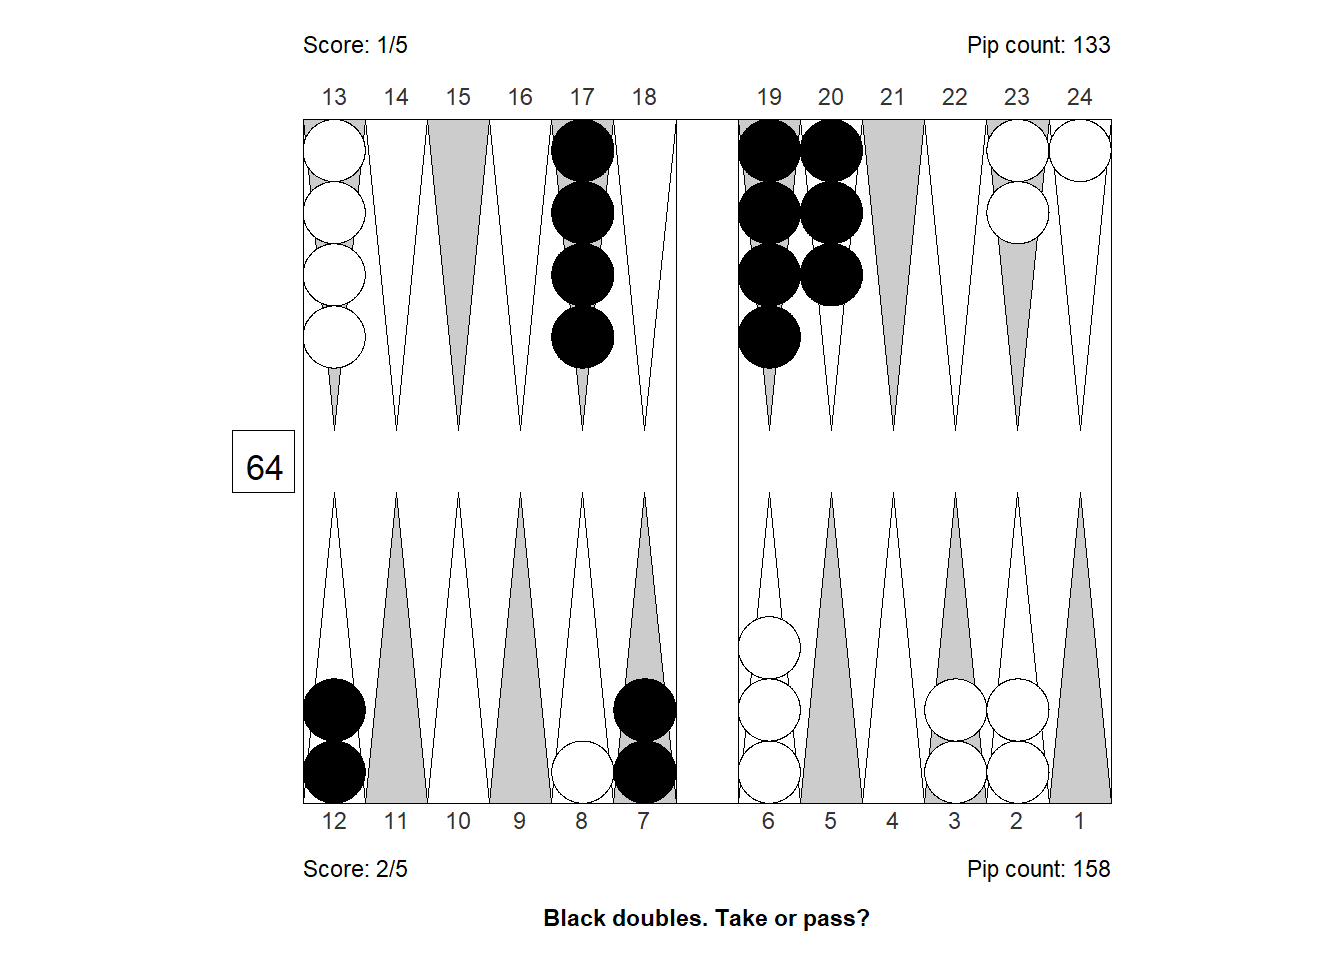 Score: 1/5 Pip count: 133
13 14 15 16 17 18 19 20 21 22 23 24
64
12 11 10 9 8 7 6 5 4 3 2 1
Score: 2/5 Pip count: 158
Black doubles. Take or pass?